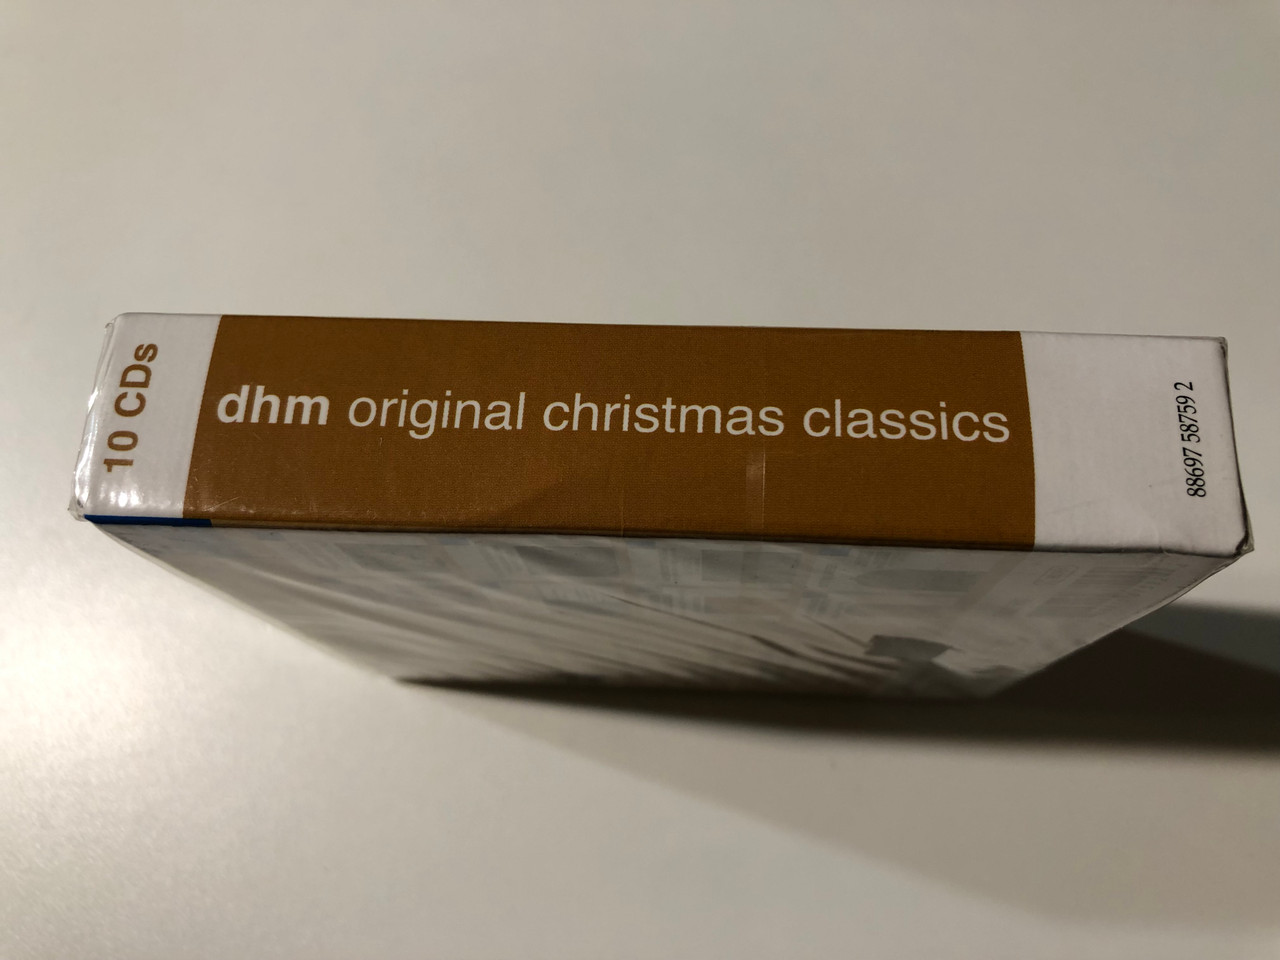 10 CDs
dhm original christmas classics
88697 58759 2